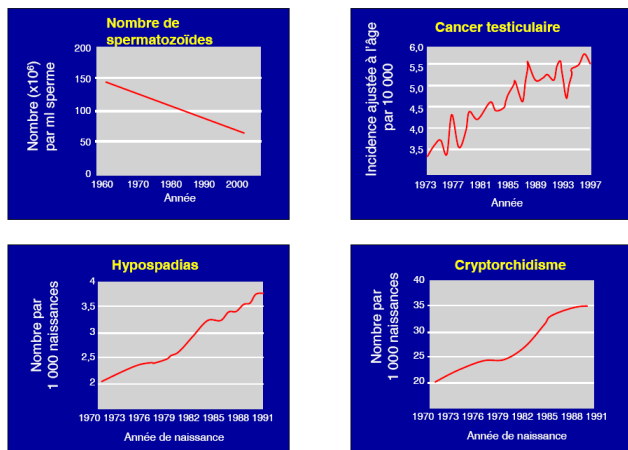 Nombre de
spermatozoïdes
Nombre (x10⁶)
par ml sperme
200
150
100
50
0
1960 1970 1980 1990 2000
Année
Cancer testiculaire
Incidence ajustée à l'âge
par 10 000
6,0
5,5
5,0
4,5
4,0
3,5
1973 1977 1981 1985 1989 1993 1997
Année
Hypospadias
Nombre par
1 000 naissances
4
3,5
3
2,5
2
1970 1973 1976 1979 1982 1985 1988 1991
Année de naissance
Cryptorchidisme
Nombre par
1 000 naissances
40
35
30
25
20
1970 1973 1976 1979 1982 1985 1988 1991
Année de naissance